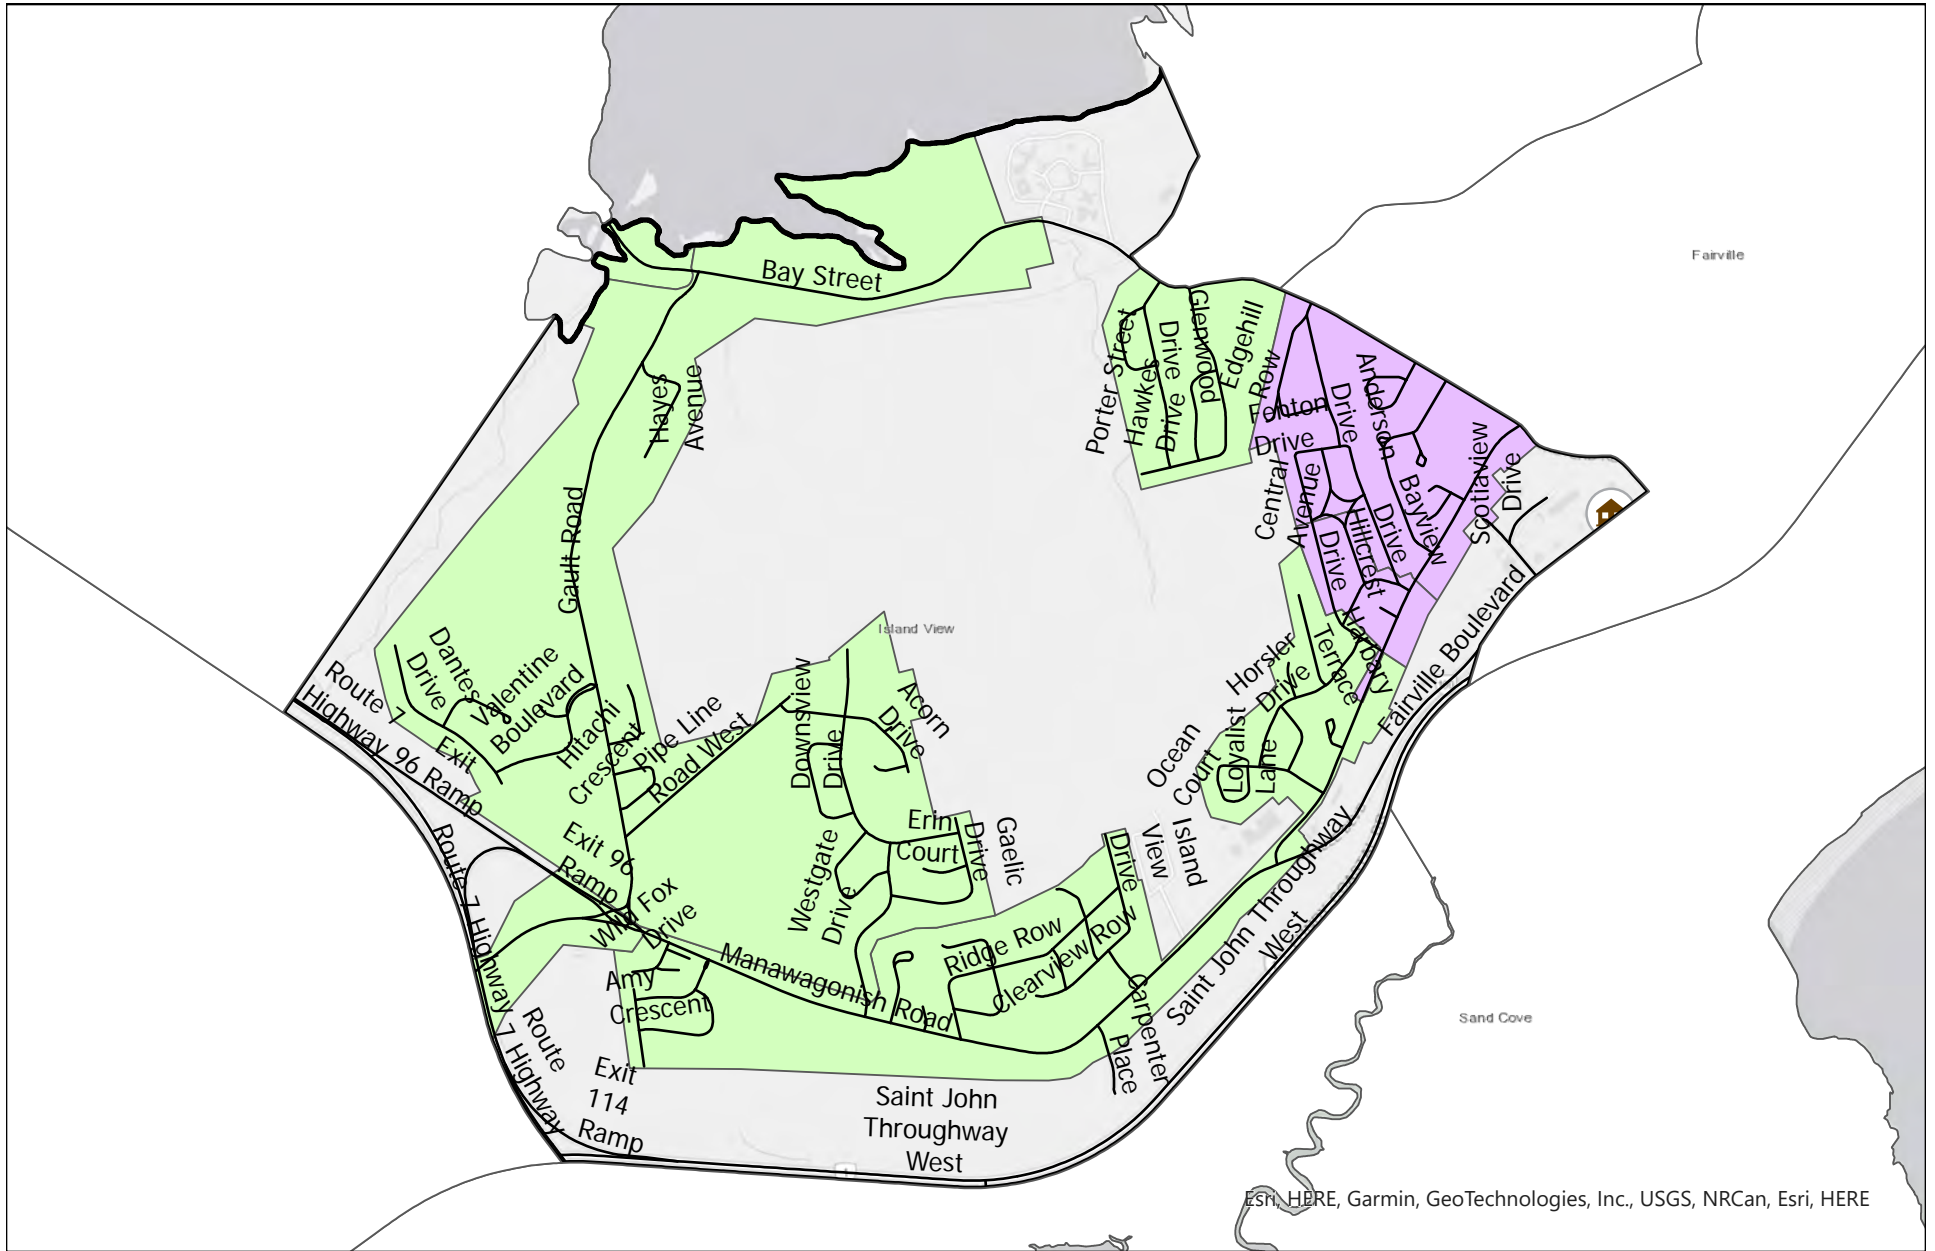 Fairville
Bay Street
Porter Street
Hawkes
Drive
Glenwood
Drive
Edgehill
Row
Fenton
Drive
Anderson
Drive
Hayes
Avenue
Central
Avenue
Hillcrest
Drive
Bayview
Drive
Scotiaview
Drive
Gault Road
Island View
Dantes
Drive
Valentine
Boulevard
Hitachi
Crescent
Pipe Line
Road West
Downsview
Drive
Acorn
Drive
Horsler
Drive
Harbary
Terrace
Fairville Boulevard
Route 7
Highway 96 Ramp
Exit
Ocean
Court
Loyalist
Lane
Exit 96
Ramp
Route 7 Highway
Westgate
Drive
Erin
Court
Gaelic
Drive
Island
View
Drive
Wild Fox
Drive
Amy
Crescent
Manawagonish Road
Ridge Row
Clearview Row
Carpenter
Place
Saint John Throughway
West
Sand Cove
Route
7 Highway
Exit
114
Ramp
Saint John
Throughway
West
1
Esri, HERE, Garmin, GeoTechnologies, Inc., USGS, NRCan, Esri, HERE